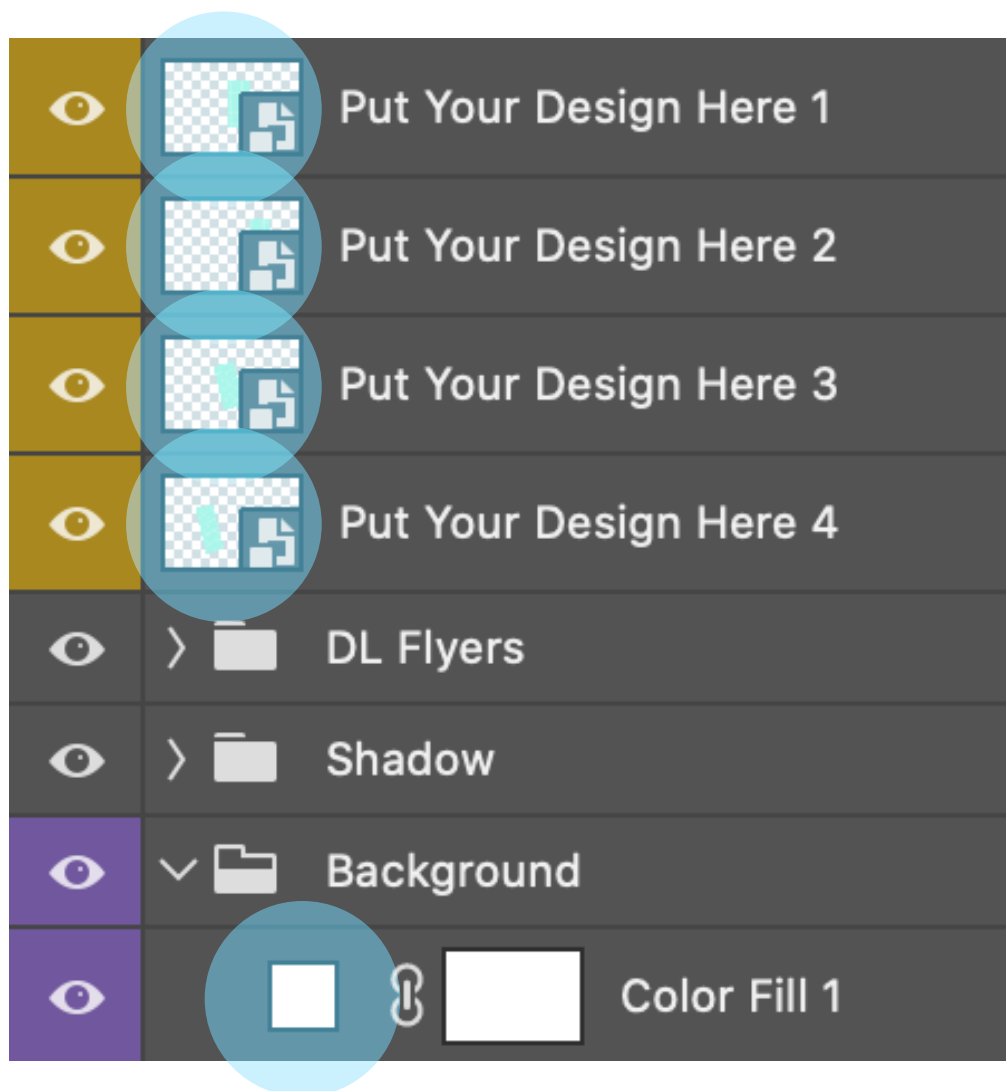 Put Your Design Here 1
Put Your Design Here 2
Put Your Design Here 3
Put Your Design Here 4
DL Flyers
Shadow
Background
Color Fill 1